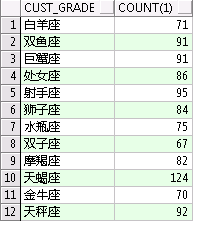 CUST_GRADE COUNT(1)
1 白羊座 71
2 双鱼座 91
3 巨蟹座 91
4 处女座 86
5 射手座 95
6 狮子座 84
7 水瓶座 75
8 双子座 67
9 摩羯座 82
10 天蝎座 124
11 金牛座 70
12 天秤座 92